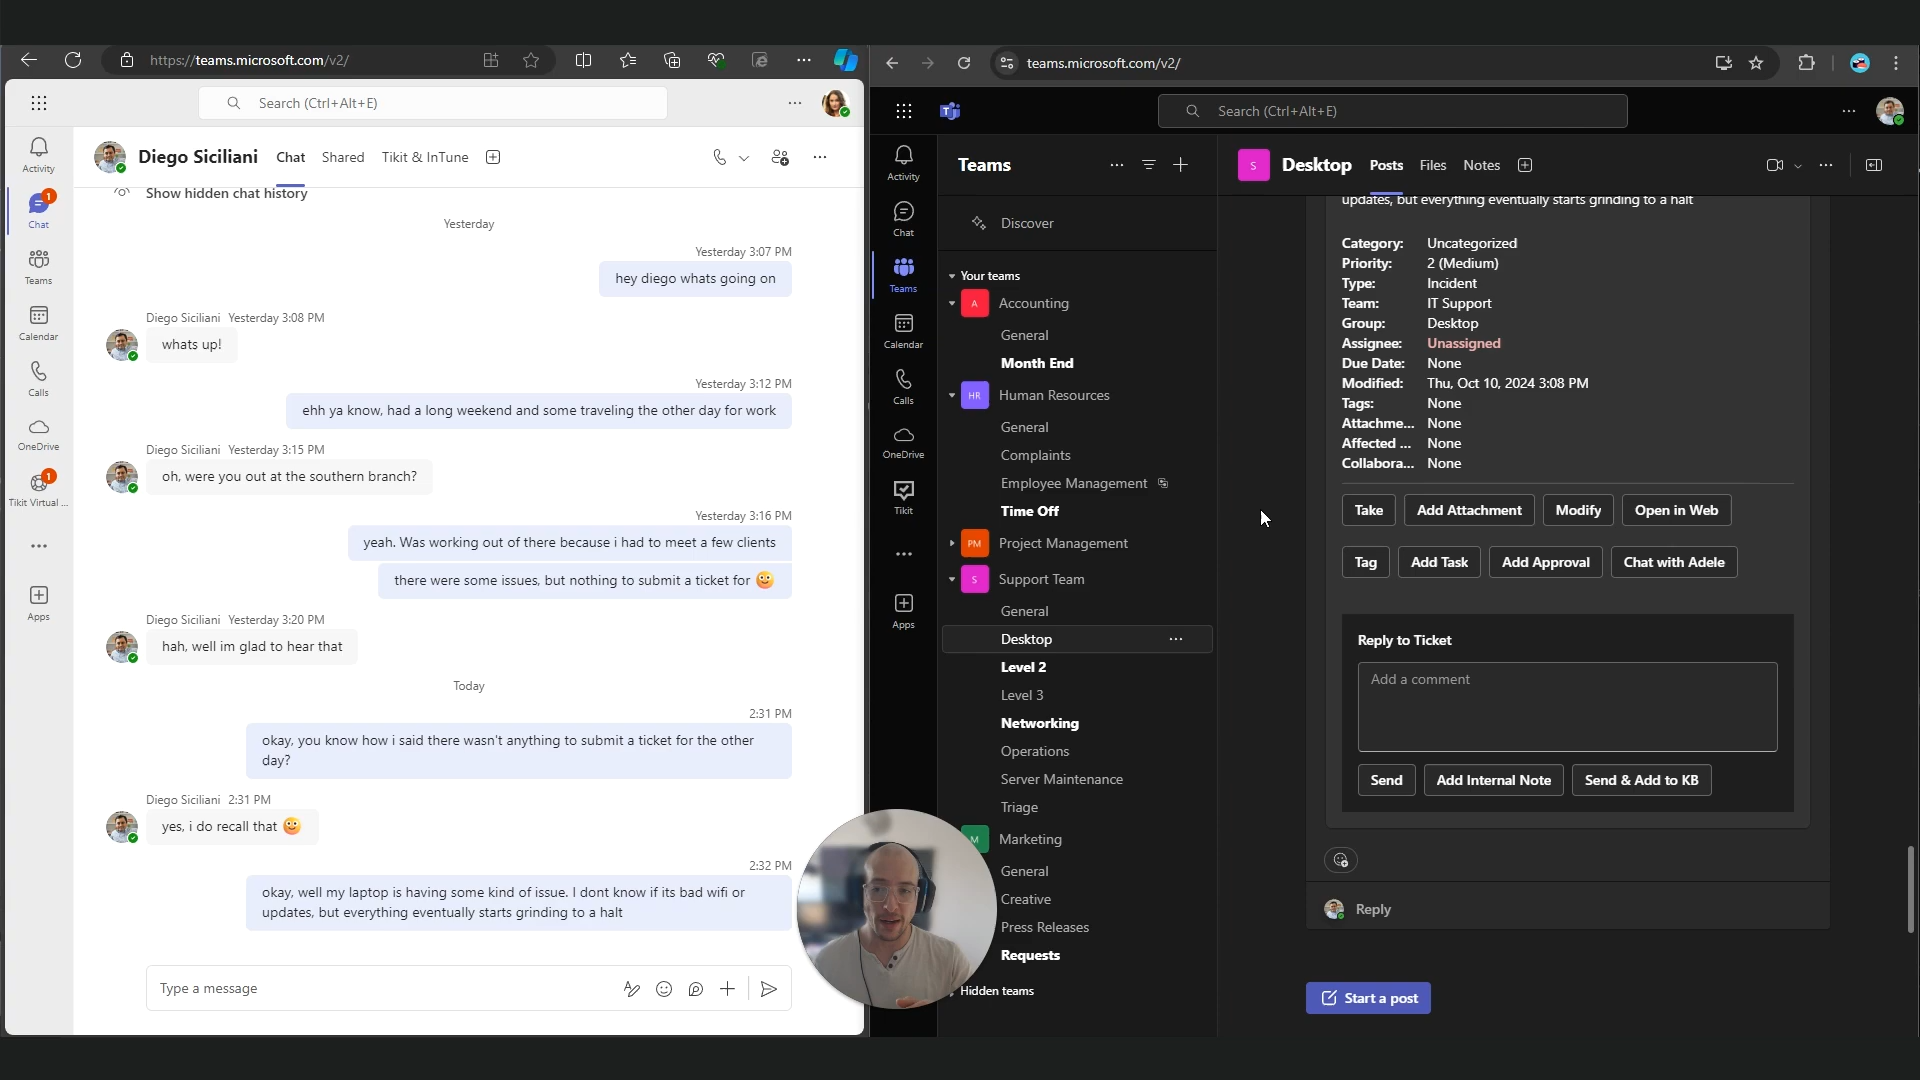 https://teams.microsoft.com/v2/
Search (Ctrl+Alt+E)
Activity
1
Chat
Teams
Calendar
Calls
OneDrive
1
Tikit Virtual ...
Apps
Diego Siciliani
Chat
Shared
Tikit & InTune
Show hidden chat history
Yesterday
Yesterday 3:07 PM
hey diego whats going on
Diego Siciliani Yesterday 3:08 PM
whats up!
Yesterday 3:12 PM
ehh ya know, had a long weekend and some traveling the other day for work
Diego Siciliani Yesterday 3:15 PM
oh, were you out at the southern branch?
Yesterday 3:16 PM
yeah. Was working out of there because i had to meet a few clients
there were some issues, but nothing to submit a ticket for
Diego Siciliani Yesterday 3:20 PM
hah, well im glad to hear that
Today
2:31 PM
okay, you know how i said there wasn't anything to submit a ticket for the other
day?
Diego Siciliani 2:31 PM
yes, i do recall that
2:32 PM
okay, well my laptop is having some kind of issue. I dont know if its bad wifi or
updates, but everything eventually starts grinding to a halt
Type a message
teams.microsoft.com/v2/
Search (Ctrl+Alt+E)
Activity
Chat
Teams
Calendar
Calls
OneDrive
Tikit
Apps
Teams
Discover
Your teams
A Accounting
General
Month End
HR Human Resources
General
Complaints
Employee Management
Time Off
PM Project Management
S Support Team
General
Desktop
Level 2
Level 3
Networking
Operations
Server Maintenance
Triage
M Marketing
General
Creative
Press Releases
Requests
Hidden teams
S Desktop
Posts
Files
Notes
updates, but everything eventually starts grinding to a halt
Category: Uncategorized
Priority: 2 (Medium)
Type: Incident
Team: IT Support
Group: Desktop
Assignee: Unassigned
Due Date: None
Modified: Thu, Oct 10, 2024 3:08 PM
Tags: None
Attachme... None
Affected ... None
Collabora... None
Take
Add Attachment
Modify
Open in Web
Tag
Add Task
Add Approval
Chat with Adele
Reply to Ticket
Add a comment
Send
Add Internal Note
Send & Add to KB
Reply
Start a post